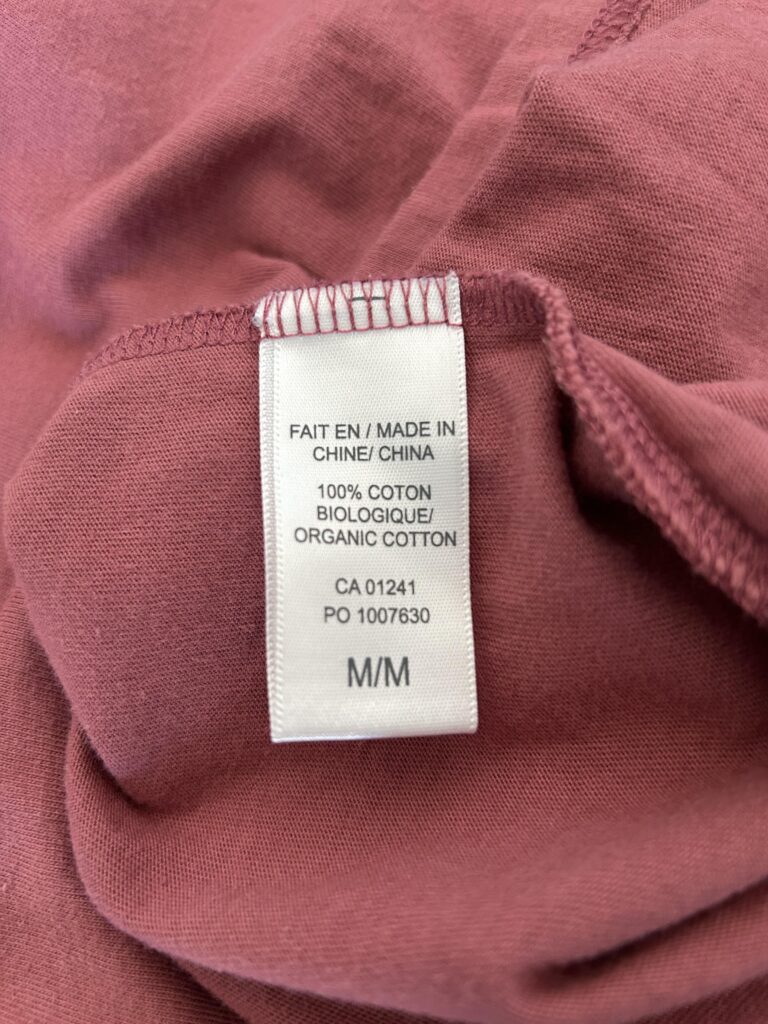 FAIT EN / MADE IN
CHINE/ CHINA
100% COTON
BIOLOGIQUE/
ORGANIC COTTON
CA 01241
PO 1007630
M/M